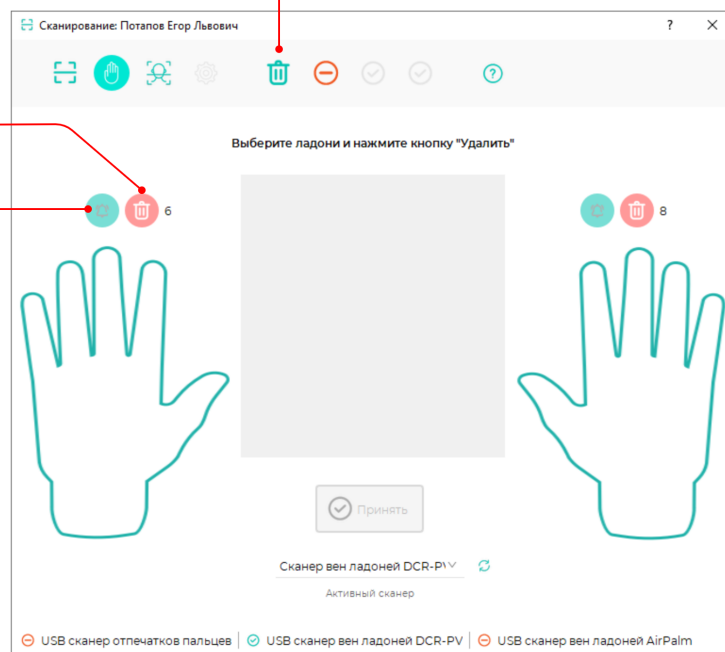 Сканирование: Потапов Егор Львович
?
Выберите ладони и нажмите кнопку "Удалить"
6
8
Принять
Сканер вен ладоней DCR-PV
Активный сканер
USB сканер отпечатков пальцев | USB сканер вен ладоней DCR-PV | USB сканер вен ладоней AirPalm